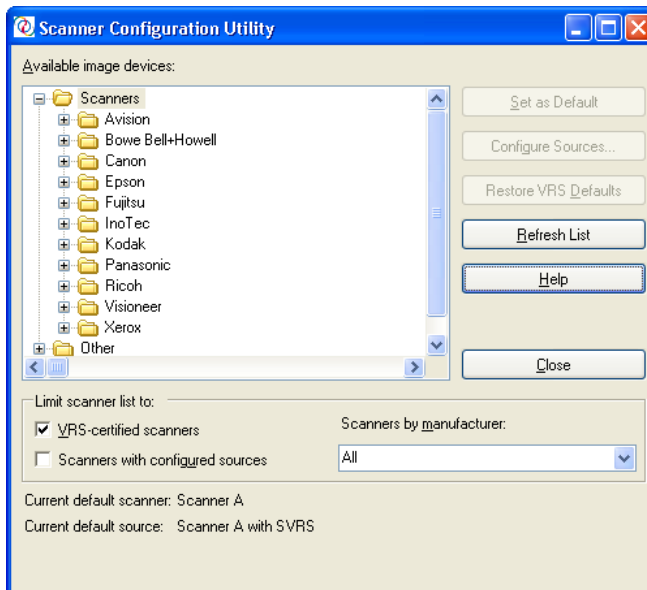 Scanner Configuration Utility
Available image devices:
Scanners
Avision
Bowe Bell+Howell
Canon
Epson
Fujitsu
InoTec
Kodak
Panasonic
Ricoh
Visioneer
Xerox
Other
Set as Default
Configure Sources...
Restore VRS Defaults
Refresh List
Help
Close
Limit scanner list to:
VRS-certified scanners
Scanners with configured sources
Scanners by manufacturer:
All
Current default scanner: Scanner A
Current default source: Scanner A with SVRS